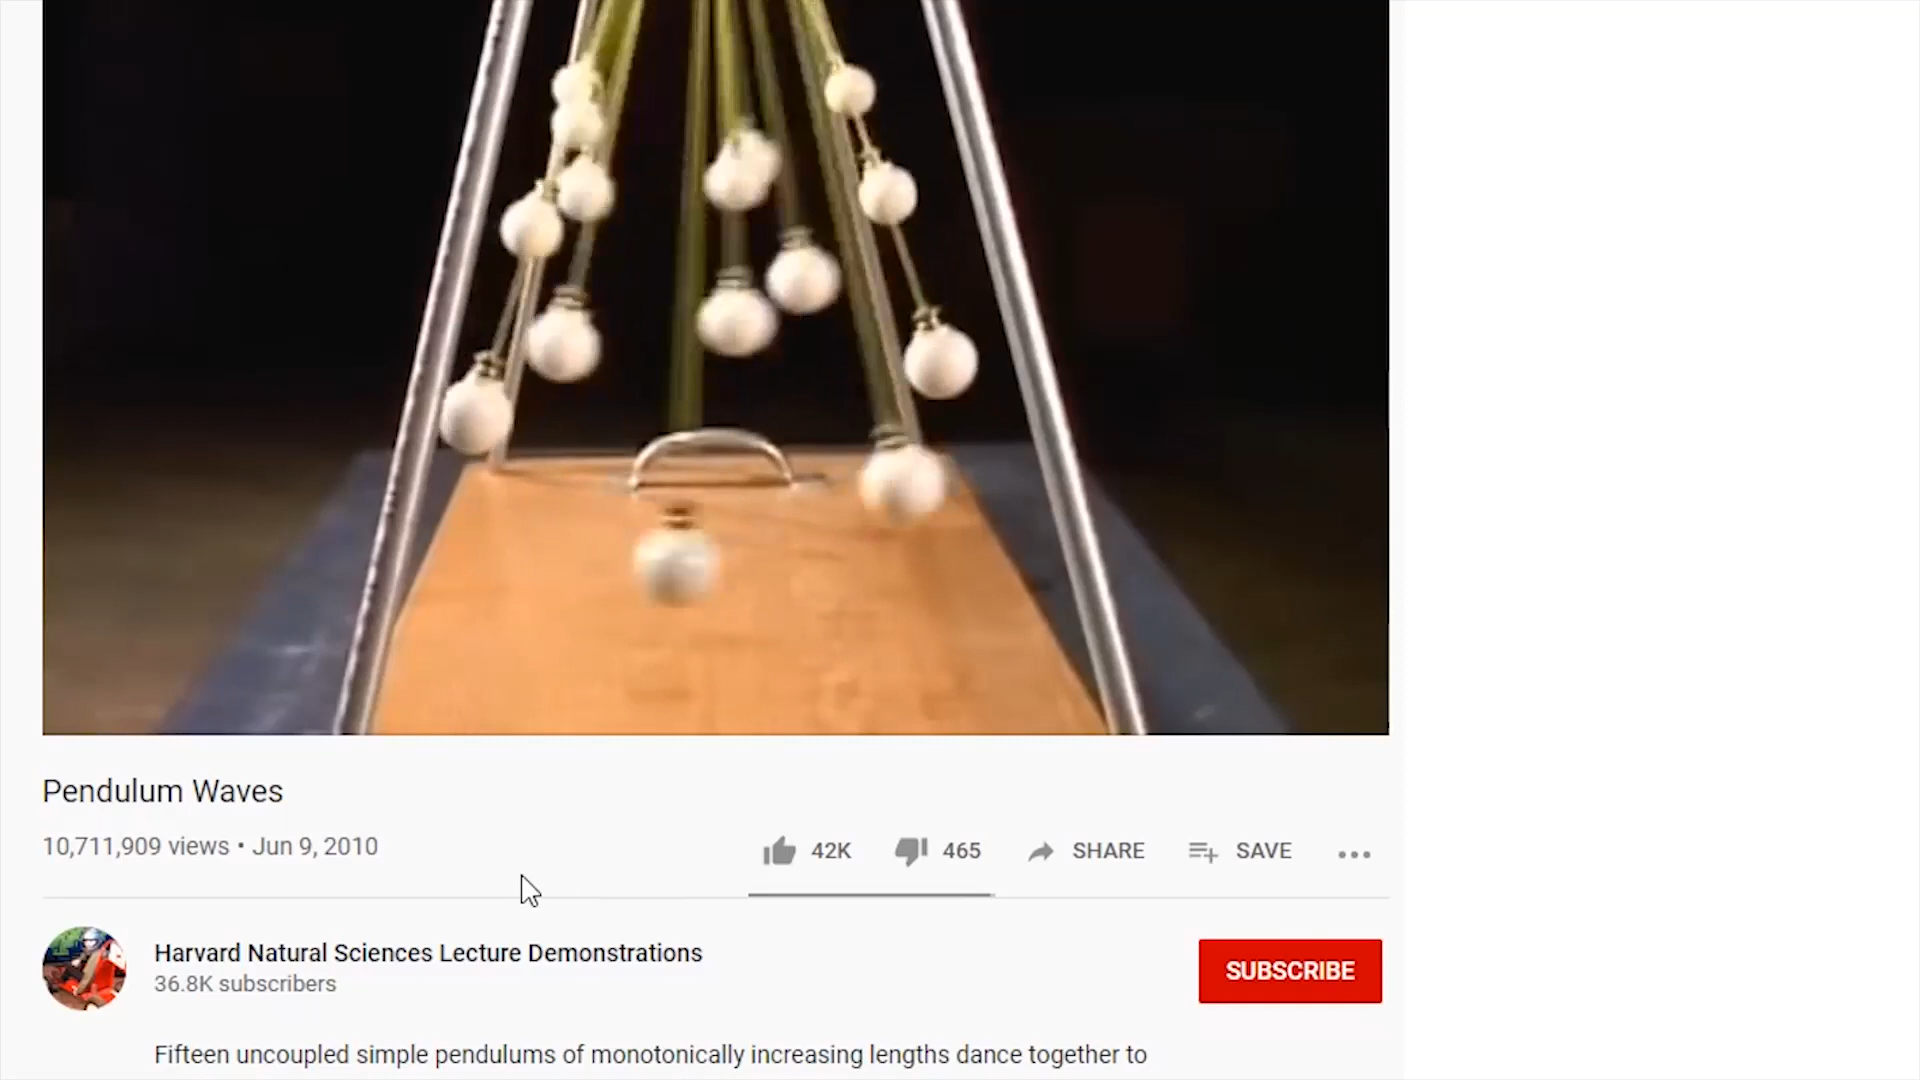 Pendulum Waves
10,711,909 views • Jun 9, 2010
42K 465 SHARE SAVE
Harvard Natural Sciences Lecture Demonstrations
36.8K subscribers
SUBSCRIBE
Fifteen uncoupled simple pendulums of monotonically increasing lengths dance together to